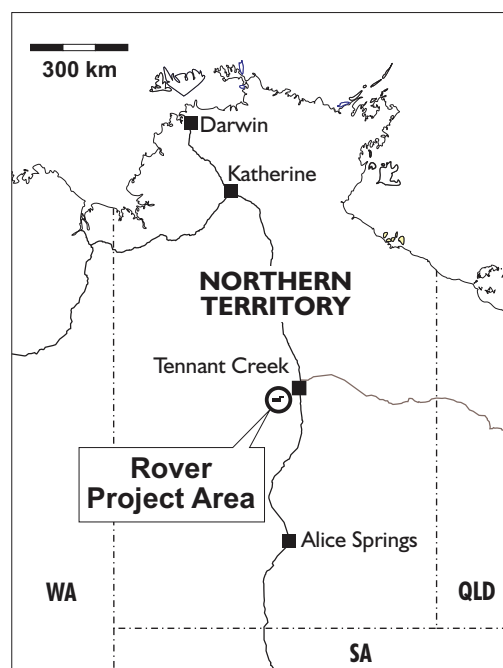 300 km
Darwin
Katherine
NORTHERN
TERRITORY
Tennant Creek
Rover
Project Area
Alice Springs
WA
QLD
SA